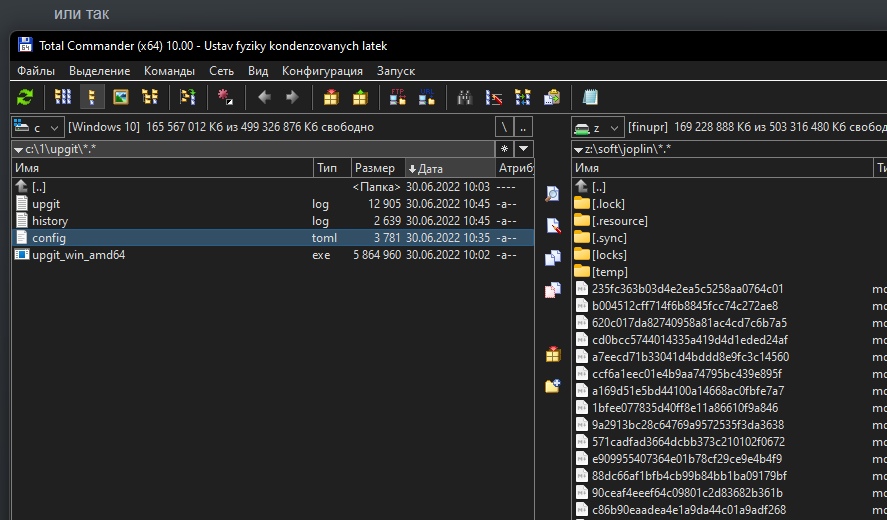 или так
Total Commander (x64) 10.00 - Ustav fyziky kondenzovanych latek
Файлы Выделение Команды Сеть Вид Конфигурация Запуск
FTP URL
c [Windows 10] 165 567 012 Кб из 499 326 876 Кб свободно \ ..
z [finupr] 169 228 888 Кб из 503 316 480 Кб свобод
c:\1\upgit\*.* * 
z:\soft\joplin\*.*
Имя Тип Размер Дата Атрибу
Имя Ти
[..] <Папка> 30.06.2022 10:03 ----
upgit log 12 905 30.06.2022 10:45 -a--
history log 2 639 30.06.2022 10:45 -a--
config toml 3 781 30.06.2022 10:35 -a--
upgit_win_amd64 exe 5 864 960 30.06.2022 10:02 -a--
[..]
[.lock]
[.resource]
[.sync]
[locks]
[temp]
235fc363b03d4e2ea5c5258aa0764c01 mc
b004512cff714f6b8845fcc74c272ae8 mc
620c017da82740958a81ac4cd7c6b7a5 mc
cd0bcc5744014335a419d4d1eded24af mc
a7eecd71b33041d4bddd8e9fc3c14560 mc
ccf6a1eec01e4b9aa74795bc439e895f mc
a169d51e5bd44100a14668ac0fbfe7a7 mc
1bfee077835d40ff8e11a86610f9a846 mc
9a2913bc28c64769a9572535f3da3638 mc
571cadfad3664dcbb373c210102f0672 mc
e909955407364e01b78cf29ce9e4b4f9 mc
88dc66af1bfb4cb99b84bb1ba09179bf mc
90ceaf4eeef64c09801c2d83682b361b mc
c86b90eaadea4e1a9da44c01a9adf268 mc